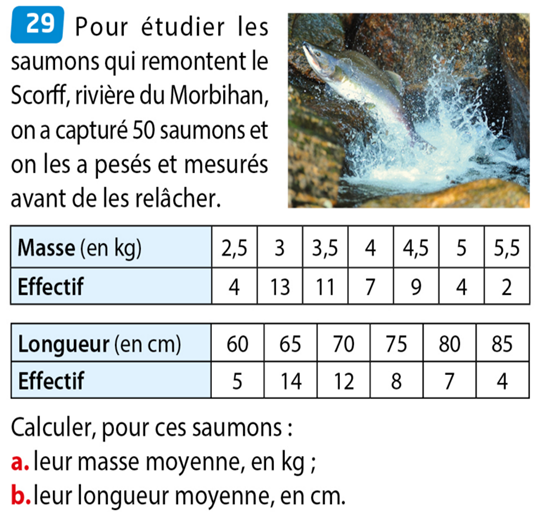 29 Pour étudier les
saumons qui remontent le
Scorff, rivière du Morbihan,
on a capturé 50 saumons et
on les a pesés et mesurés
avant de les relâcher.
Masse (en kg) 2,5 3 3,5 4 4,5 5 5,5
Effectif 4 13 11 7 9 4 2
Longueur (en cm) 60 65 70 75 80 85
Effectif 5 14 12 8 7 4
Calculer, pour ces saumons :
a. leur masse moyenne, en kg ;
b. leur longueur moyenne, en cm.